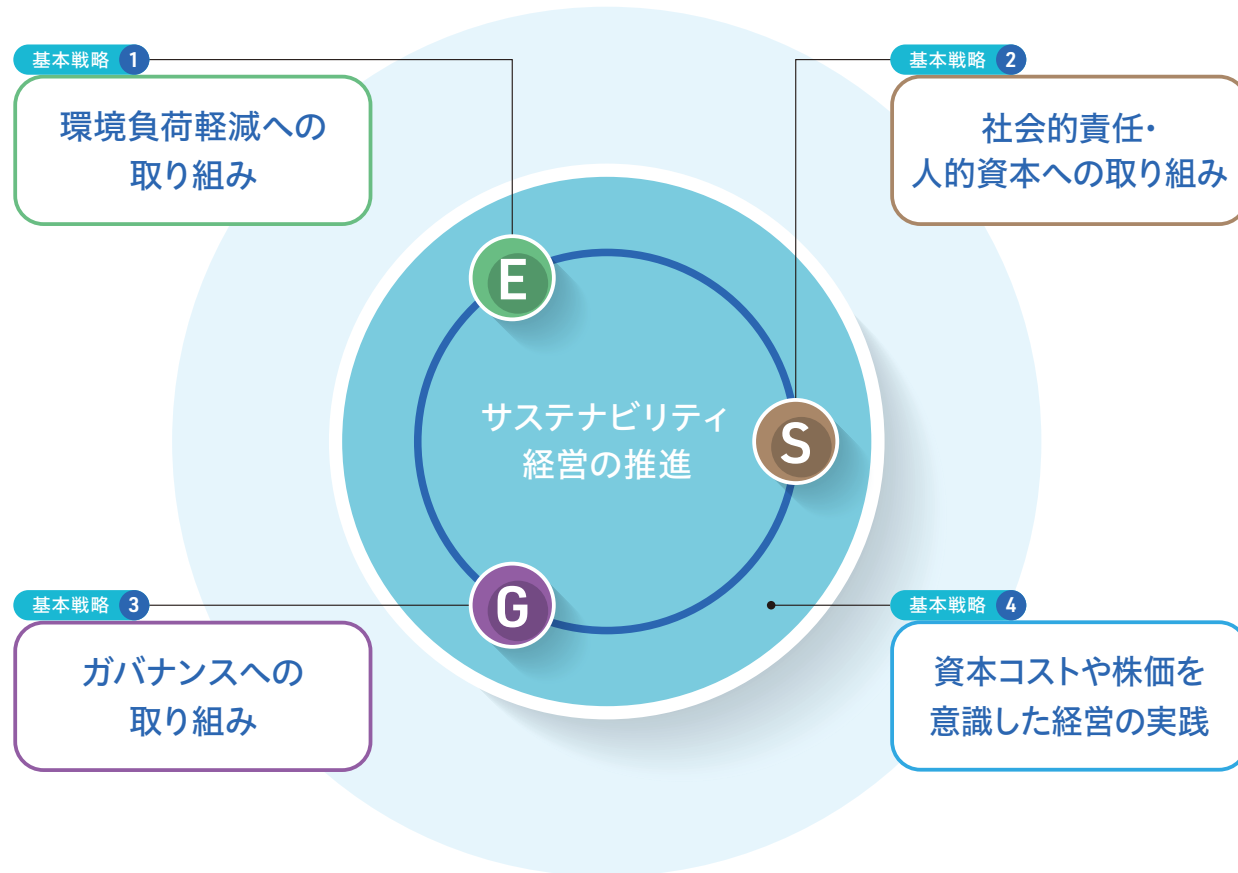 基本戦略 1
環境負荷軽減への
取り組み
基本戦略 2
社会的責任・
人的資本への取り組み
E
サステナビリティ
経営の推進
S
G
基本戦略 3
ガバナンスへの
取り組み
基本戦略 4
資本コストや株価を
意識した経営の実践